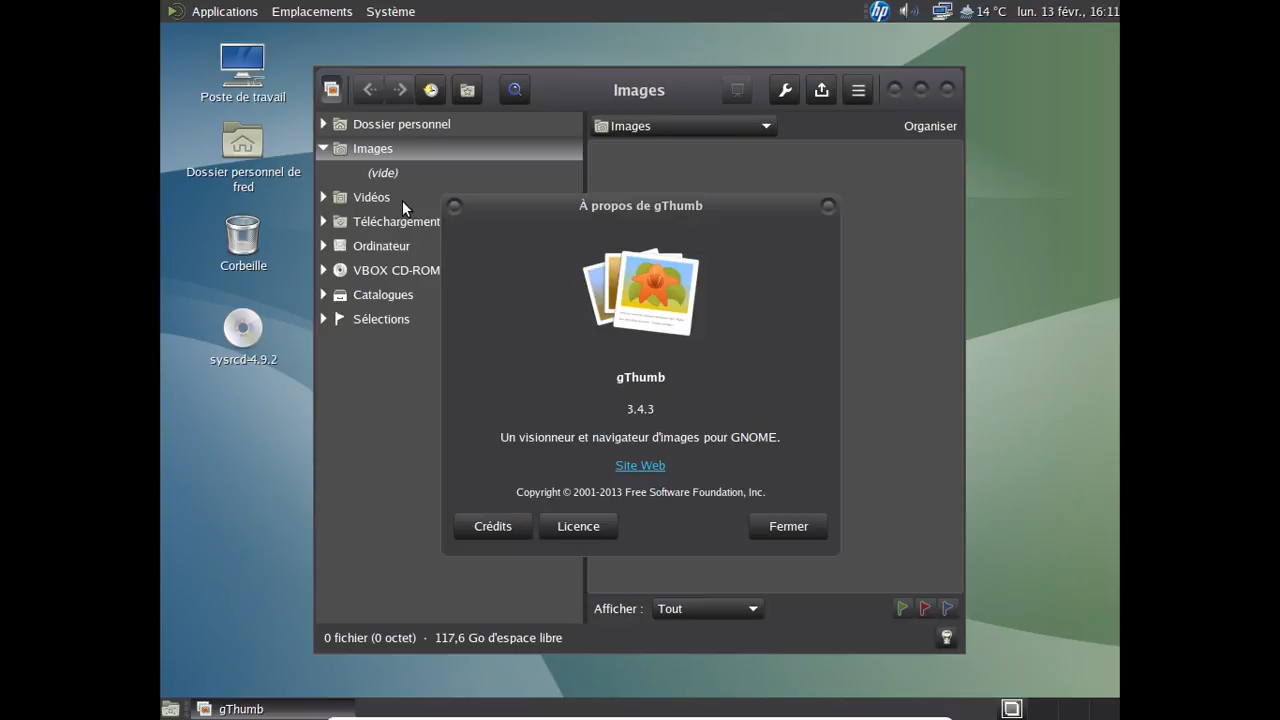 Applications Emplacements Système
14 °C lun. 13 févr., 16:11
Poste de travail
Dossier personnel de
fred
Corbeille
sysrcd-4.9.2
Images
Dossier personnel
Images
(vide)
Vidéos
Téléchargement
Ordinateur
VBOX CD-ROM
Catalogues
Sélections
Images
Organiser
À propos de gThumb
gThumb
3.4.3
Un visionneur et navigateur d'images pour GNOME.
Site Web
Copyright © 2001-2013 Free Software Foundation, Inc.
Crédits Licence Fermer
Afficher : Tout
0 fichier (0 octet) · 117,6 Go d'espace libre
gThumb